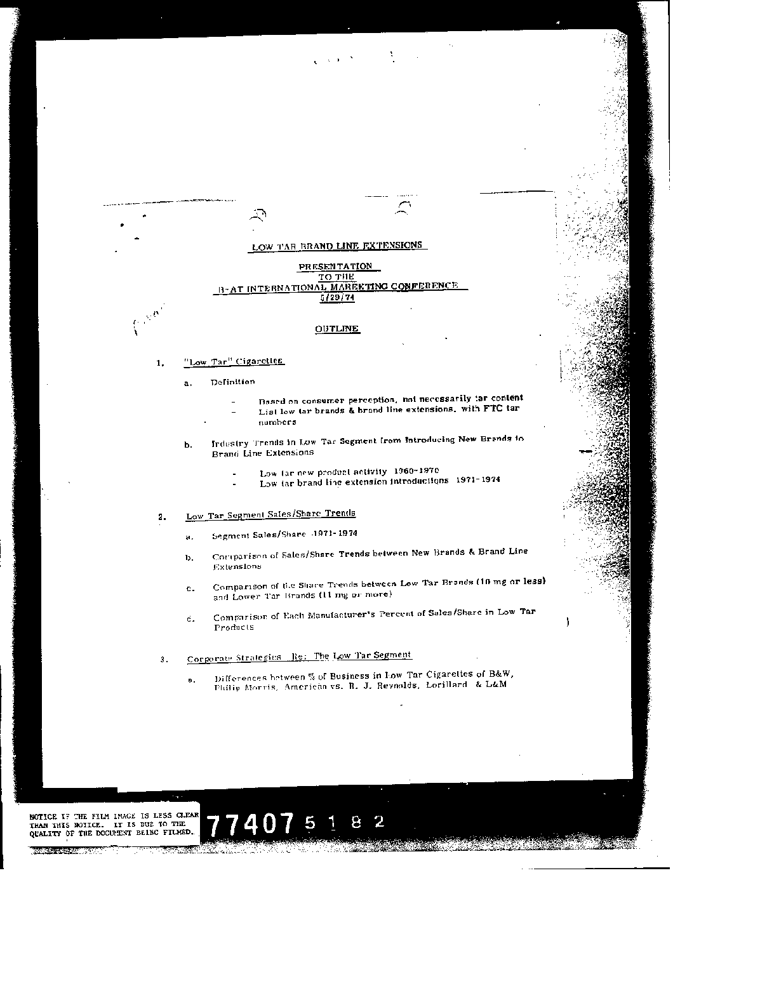 LOW TAR BRAND LINE EXTENSIONS
PRESENTATION
TO THE
B-AT INTERNATIONAL MARKETING CONFERENCE
5/29/74
OUTLINE
1. "Low Tar" Cigarettes
a. Definition
- Based on consumer perception, not necessarily tar content
- List low tar brands & brand line extensions, with FTC tar
numbers
b. Industry Trends in Low Tar Segment from Introducing New Brands to
Brand Line Extensions
- Low tar new product activity 1960-1970
- Low tar brand line extension introductions 1971-1974
2. Low Tar Segment Sales/Share Trends
a. Segment Sales/Share 1971-1974
b. Comparison of Sales/Share Trends between New Brands & Brand Line
Extensions
c. Comparison of the Share Trends between Low Tar Brands (10 mg or less)
and Lower Tar Brands (11 mg or more)
d. Comparison of Each Manufacturer's Percent of Sales/Share in Low Tar
Products
3. Corporate Strategies Re: The Low Tar Segment
a. Differences between % of Business in Low Tar Cigarettes of B&W,
Philip Morris, American vs. R. J. Reynolds, Lorillard & L&M
NOTICE IF THE FILM IMAGE IS LESS CLEAR
THAN THIS NOTICE. IT IS DUE TO THE
QUALITY OF THE DOCUMENT BEING FILMED.
77407 5182